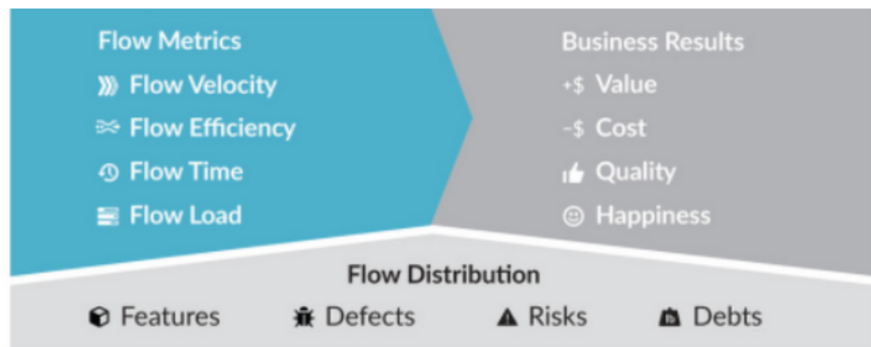 Flow Metrics
Flow Velocity
Flow Efficiency
Flow Time
Flow Load
Business Results
+$ Value
-$ Cost
Quality
Happiness
Flow Distribution
Features Defects Risks Debts